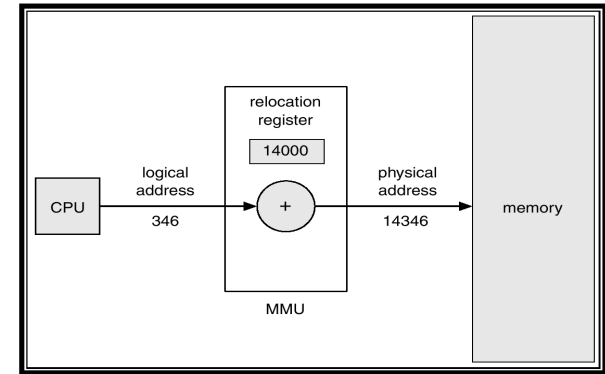 relocation
register
14000
logical
address
346
CPU
+
physical
address
14346
memory
MMU